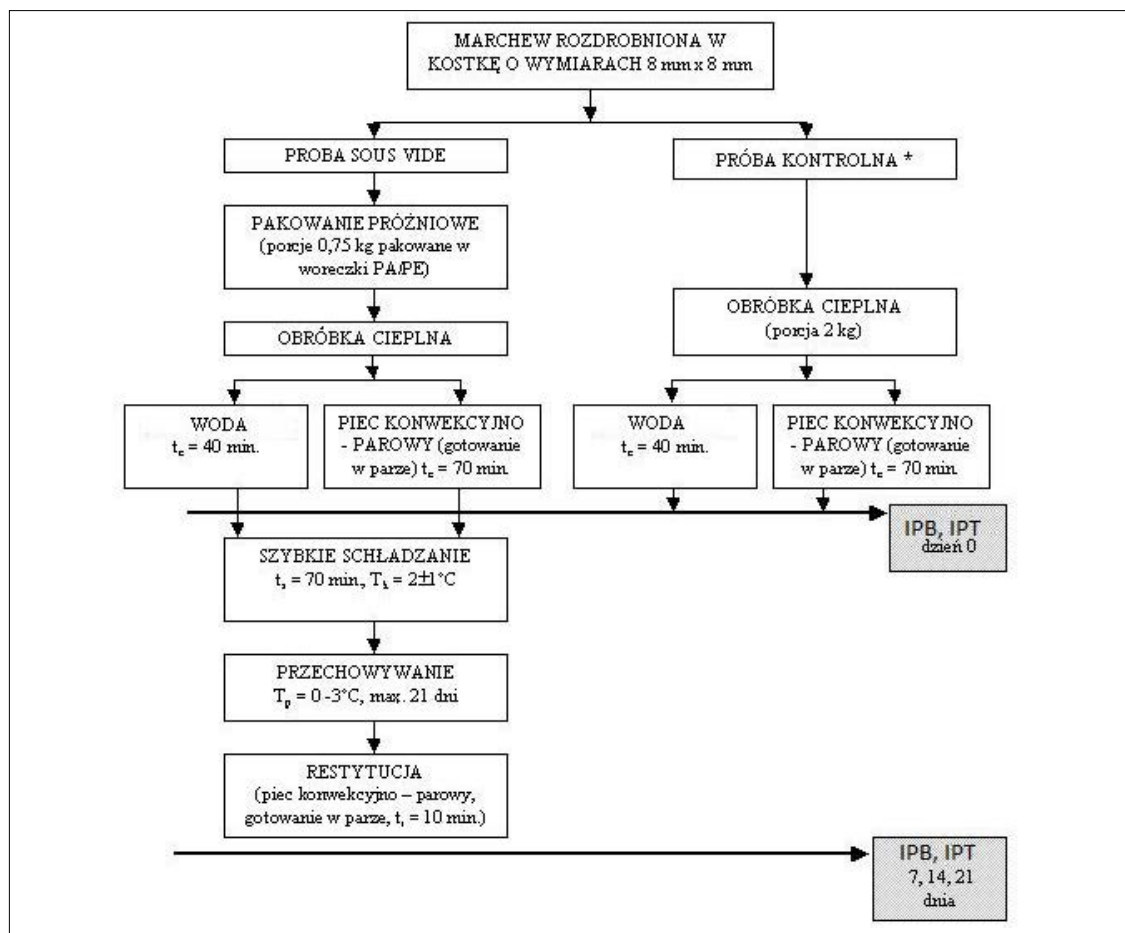 MARCHEW ROZDROBNIONA W
KOSTKĘ O WYMIARACH 8 mm x 8 mm
PROBA SOUS VIDE
PRÓBA KONTROLNA *
PAKOWANIE PRÓŻNIOWE
(porcje 0,75 kg pakowane w
woreczki PA/PE)
OBRÓBKA CIEPLNA
(porcja 2 kg)
OBRÓBKA CIEPLNA
WODA
tc = 40 min.
PIEC KONWEKCYJNO
- PAROWY (gotowanie
w parze) tc = 70 min.
WODA
tc = 40 min.
PIEC KONWEKCYJNO
- PAROWY (gotowanie
w parze) tc = 70 min
IPB, IPT
dzień 0
SZYBKIE SCHŁADZANIE
ts = 70 min, Tk = 2±1°C
PRZECHOWYWANIE
Tp = 0 -3°C, max. 21 dni
RESTYTUCJA
(piec konwekcyjno – parowy,
gotowanie w parze, tr = 10 min.)
IPB, IPT
7, 14, 21
dnia